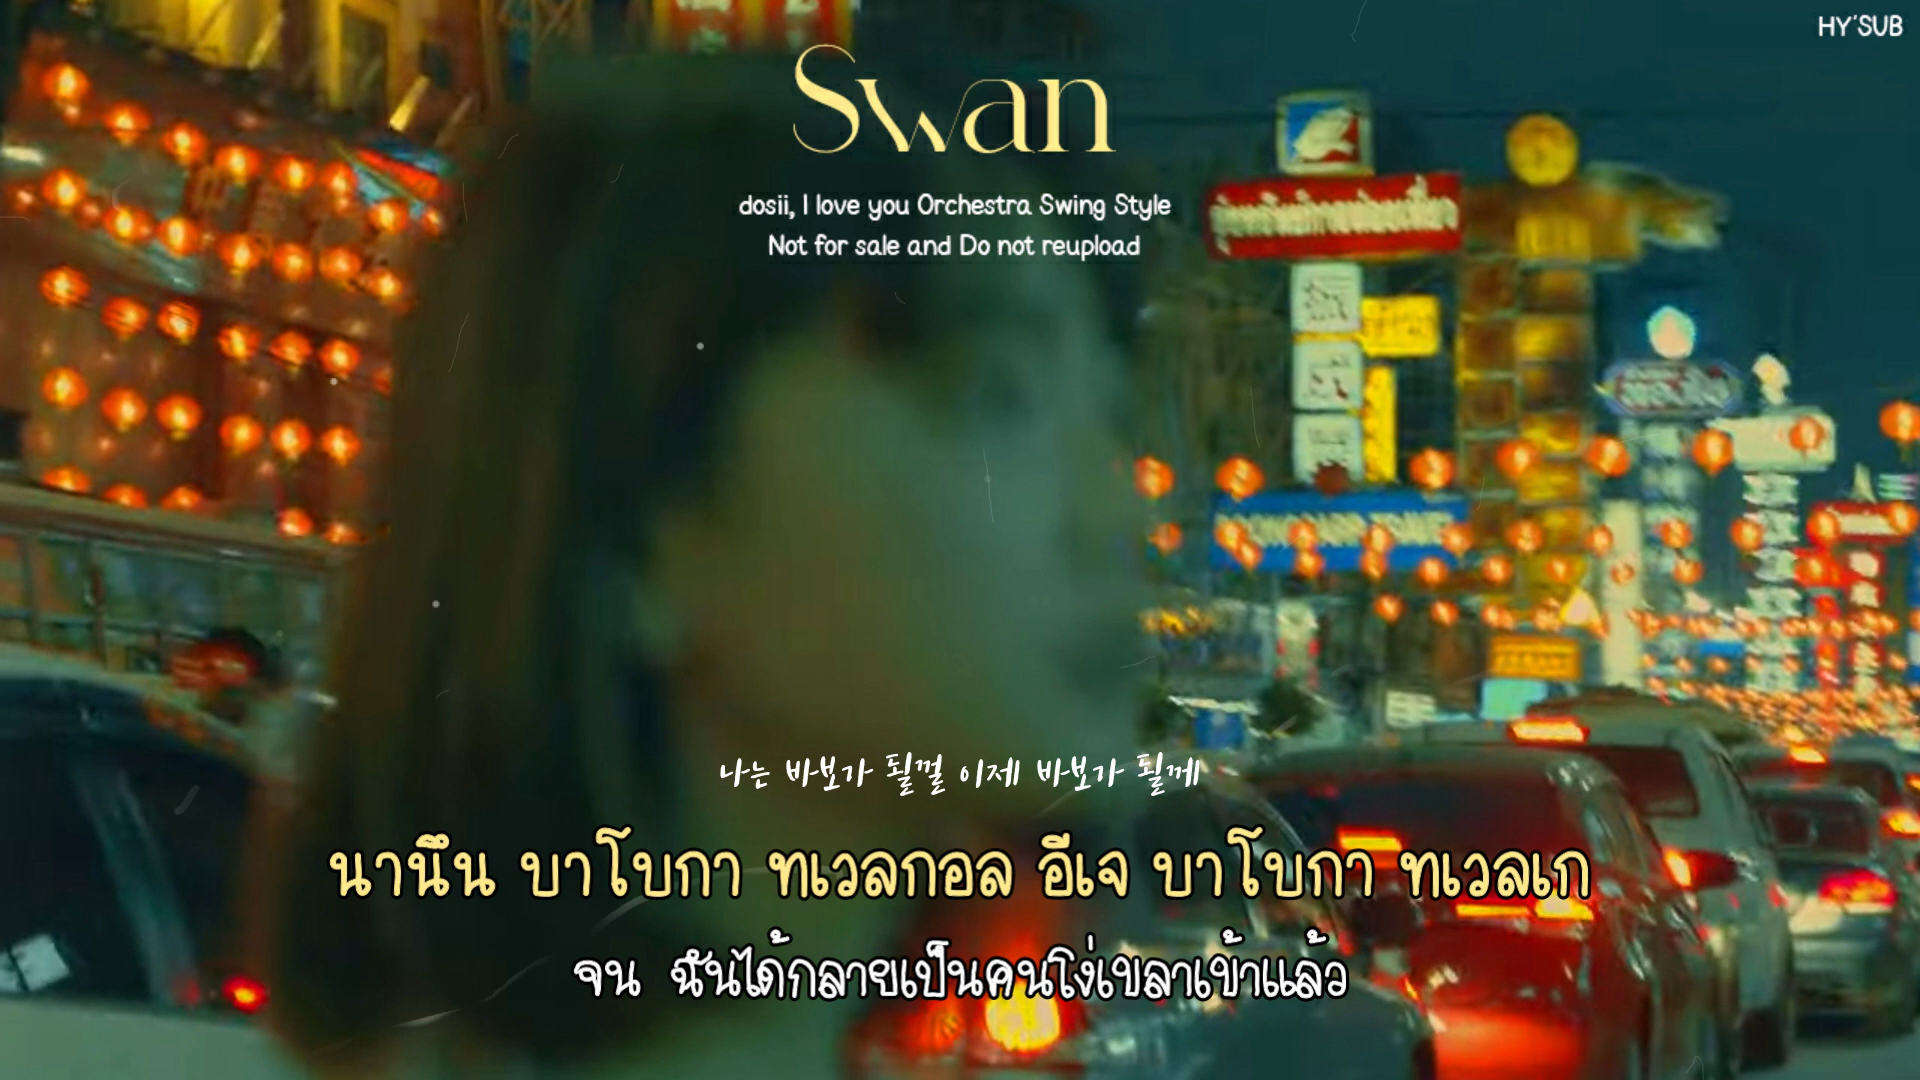 HY'SUB
Swan
dosii, I love you Orchestra Swing Style
Not for sale and Do not reupload
나는 바보가 될껄 이제 바보가 될께
นานึน บาโบกา ทเวลกอล อีเจ บาโบกา ทเวลเก
จน ฉันได้กลายเป็นคนโง่เขลาเข้าแล้ว